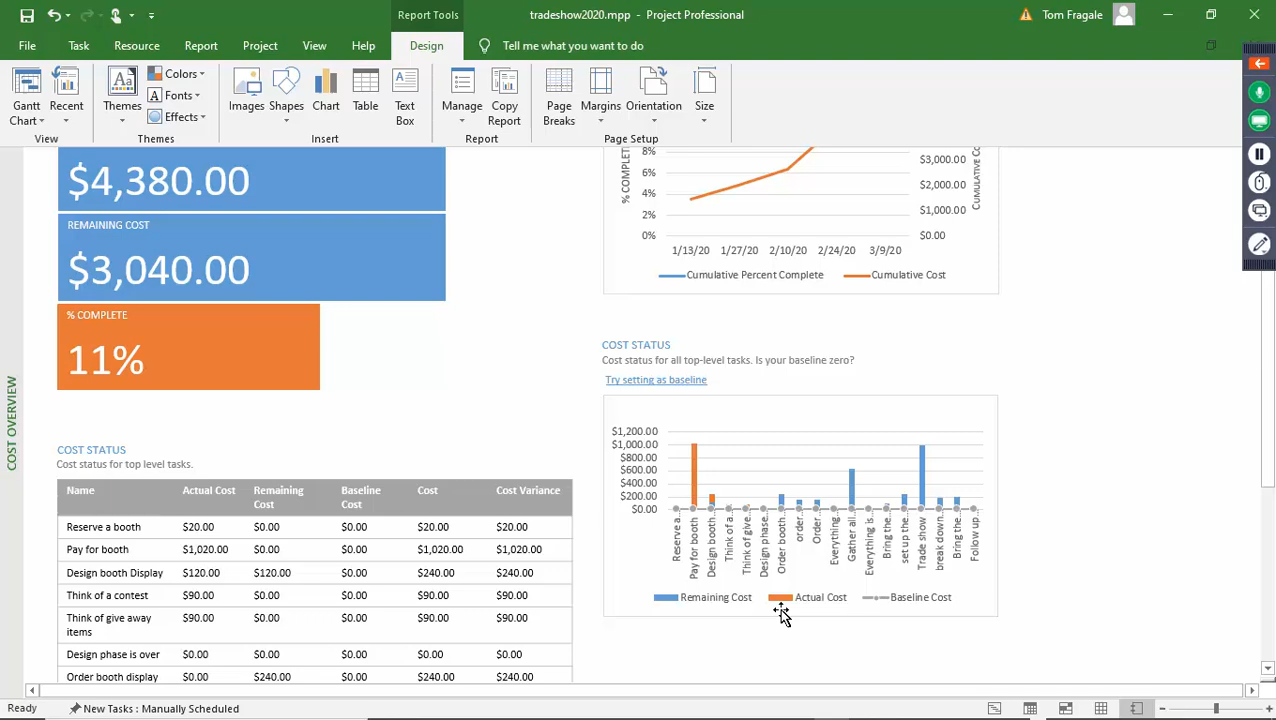 Report Tools
tradeshow2020.mpp - Project Professional
Tom Fragale
File Task Resource Report Project View Help Design Tell me what you want to do
Gantt Chart Recent
Themes Colors Fonts Effects
Images Shapes Chart Table Text Box
Manage Copy Report
Page Breaks Margins Orientation Size
View Themes Insert Report Page Setup
COST OVERVIEW
$4,380.00
REMAINING COST
$3,040.00
% COMPLETE
11%
COST STATUS
Cost status for top level tasks.
Name Actual Cost Remaining Cost Baseline Cost Cost Cost Variance
Reserve a booth $20.00 $0.00 $0.00 $20.00 $20.00
Pay for booth $1,020.00 $0.00 $0.00 $1,020.00 $1,020.00
Design booth Display $120.00 $120.00 $0.00 $240.00 $240.00
Think of a contest $90.00 $0.00 $0.00 $90.00 $90.00
Think of give away items $90.00 $0.00 $0.00 $90.00 $90.00
Design phase is over $0.00 $0.00 $0.00 $0.00 $0.00
Order booth display $0.00 $240.00 $0.00 $240.00 $240.00
% COMPLETE
8%
4%
2%
0%
$3,000.00
$2,000.00
$1,000.00
$0.00
1/13/20 1/27/20 2/10/20 2/24/20 3/9/20
Cumulative Percent Complete Cumulative Cost
COST STATUS
Cost status for all top-level tasks. Is your baseline zero?
Try setting as baseline
$1,200.00
$1,000.00
$800.00
$600.00
$400.00
$200.00
$0.00
Reserve a...
Pay for booth
Design booth...
Think of a...
Think of give...
Design phase...
Order booth...
order...
Order...
Everything...
Gather all...
Everything is...
Bring the...
set up the...
Trade show
break down...
Bring the...
Follow up...
Remaining Cost Actual Cost Baseline Cost
Ready New Tasks : Manually Scheduled